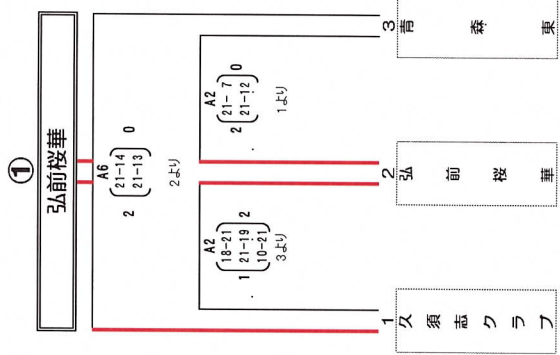 ①
弘前桜華
A6
2 21-14 0
21-13
2より
A2
18-21
1 21-19 2
10-21
3より
A2
2 21-7 0
21-12
1より
1 2 3
久須志クラブ
弘前桜華
青森東